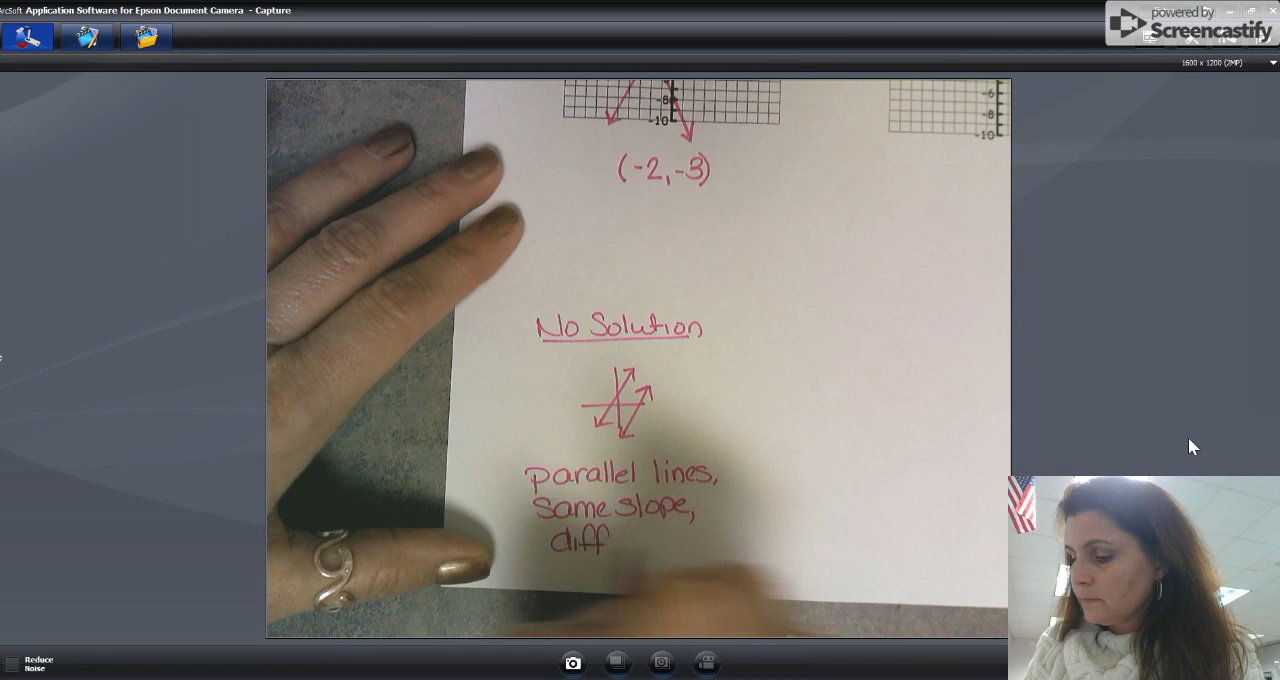 ArcSoft Application Software for Epson Document Camera - Capture
powered by
Screencastify
1600 x 1200 (2MP)
-8
-10
-6
-8
-10
(-2,-3)
No Solution
parallel lines,
same slope,
diff
Reduce
Noise